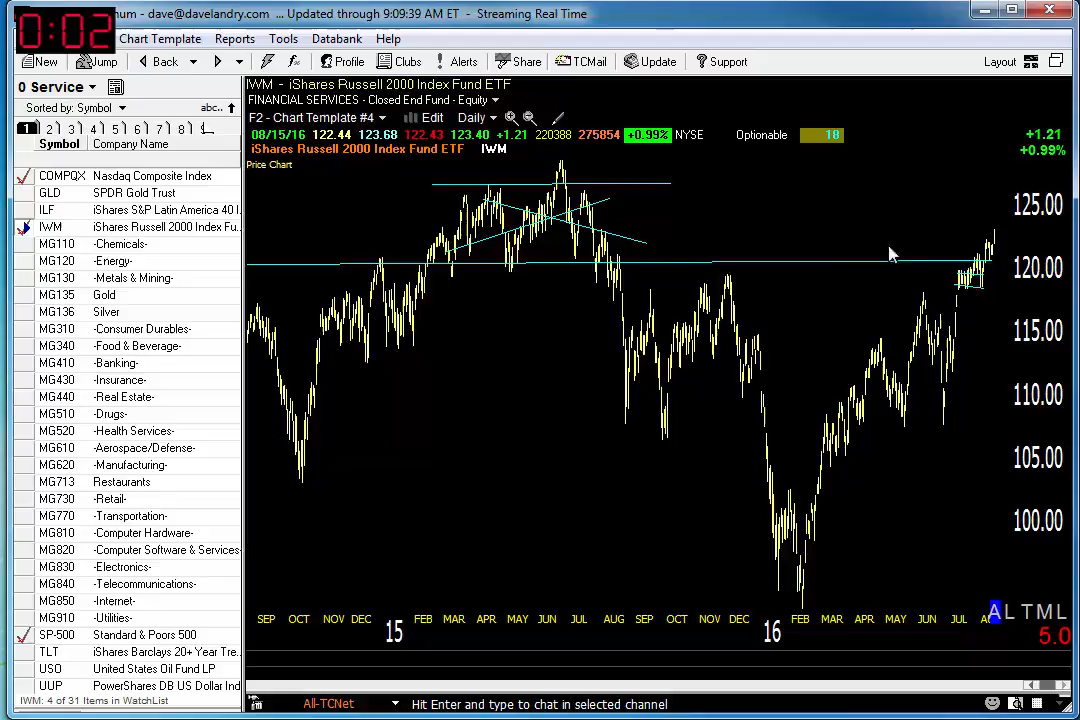 num - dave@davelandry.com ... Updated through 9:09:39 AM ET - Streaming Real Time
0:02
Chart Template Reports Tools Databank Help
New Jump Back Profile Clubs Alerts Share TCMail Update Support Layout
0 Service
Sorted by: Symbol abc..
1 2 3 4 5 6 7 8
Symbol Company Name
COMPQX Nasdaq Composite Index
GLD SPDR Gold Trust
ILF iShares S&P Latin America 40 I
IWM iShares Russell 2000 Index Fu..
MG110 -Chemicals-
MG120 -Energy-
MG130 -Metals & Mining-
MG135 Gold
MG136 Silver
MG310 -Consumer Durables-
MG340 -Food & Beverage-
MG410 -Banking-
MG430 -Insurance-
MG440 -Real Estate-
MG510 -Drugs-
MG520 -Health Services-
MG610 -Aerospace/Defense-
MG620 -Manufacturing-
MG713 Restaurants
MG730 -Retail-
MG770 -Transportation-
MG810 -Computer Hardware-
MG820 -Computer Software & Services-
MG830 -Electronics-
MG840 -Telecommunications-
MG850 -Internet-
MG910 -Utilities-
SP-500 Standard & Poors 500
TLT iShares Barclays 20+ Year Tre..
USO United States Oil Fund LP
UUP PowerShares DB US Dollar Ind
IWM: 4 of 31 Items in WatchList
IWM - iShares Russell 2000 Index Fund ETF
FINANCIAL SERVICES - Closed End Fund - Equity
F2 - Chart Template #4 Edit Daily
08/15/16 122.44 123.68 122.43 123.40 +1.21 220388 275854 +0.99% NYSE Optionable 18 +1.21
iShares Russell 2000 Index Fund ETF IWM +0.99%
Price Chart
125.00
120.00
115.00
110.00
105.00
100.00
A L T M L
SEP OCT NOV DEC 15 FEB MAR APR MAY JUN JUL AUG SEP OCT NOV DEC 16 FEB MAR APR MAY JUN JUL
5.0
All-TCNet Hit Enter and type to chat in selected channel